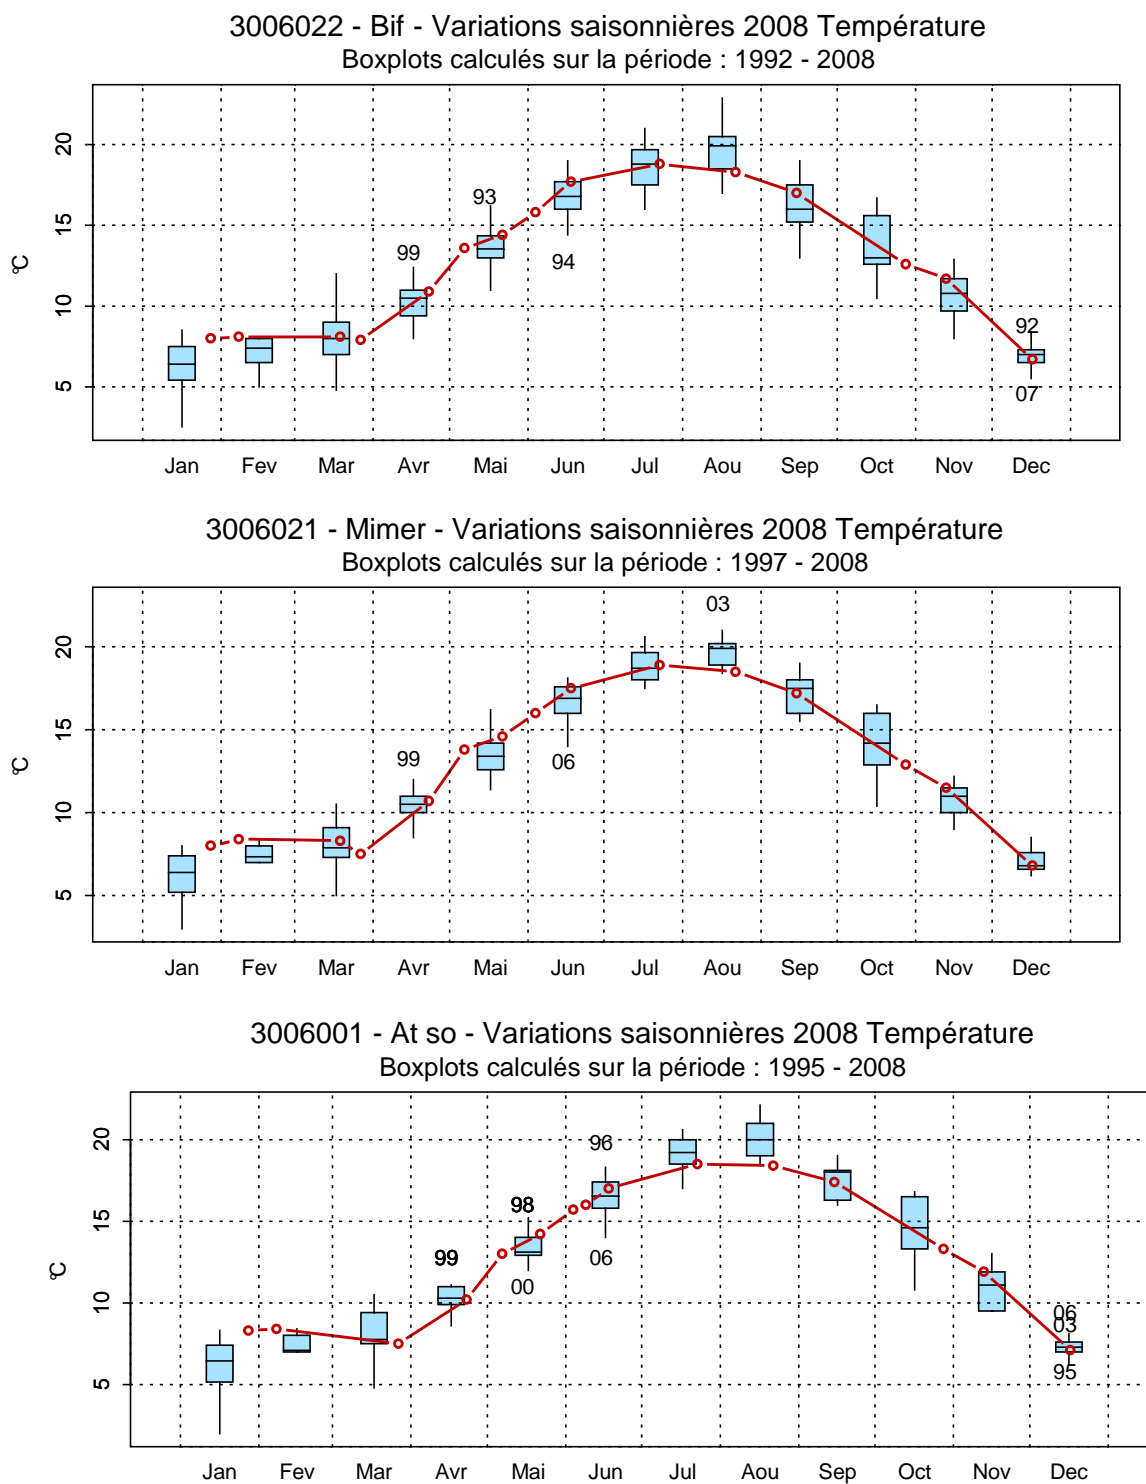 3006022 - Bif - Variations saisonnières 2008 Température
Boxplots calculés sur la période : 1992 - 2008
°C
20
15
10
5
99
93
94
92
07
Jan Fev Mar Avr Mai Jun Jul Aou Sep Oct Nov Dec
3006021 - Mimer - Variations saisonnières 2008 Température
Boxplots calculés sur la période : 1997 - 2008
°C
20
15
10
5
99
06
03
Jan Fev Mar Avr Mai Jun Jul Aou Sep Oct Nov Dec
3006001 - At so - Variations saisonnières 2008 Température
Boxplots calculés sur la période : 1995 - 2008
°C
20
15
10
5
99
98
00
96
06
06
03
95
Jan Fev Mar Avr Mai Jun Jul Aou Sep Oct Nov Dec